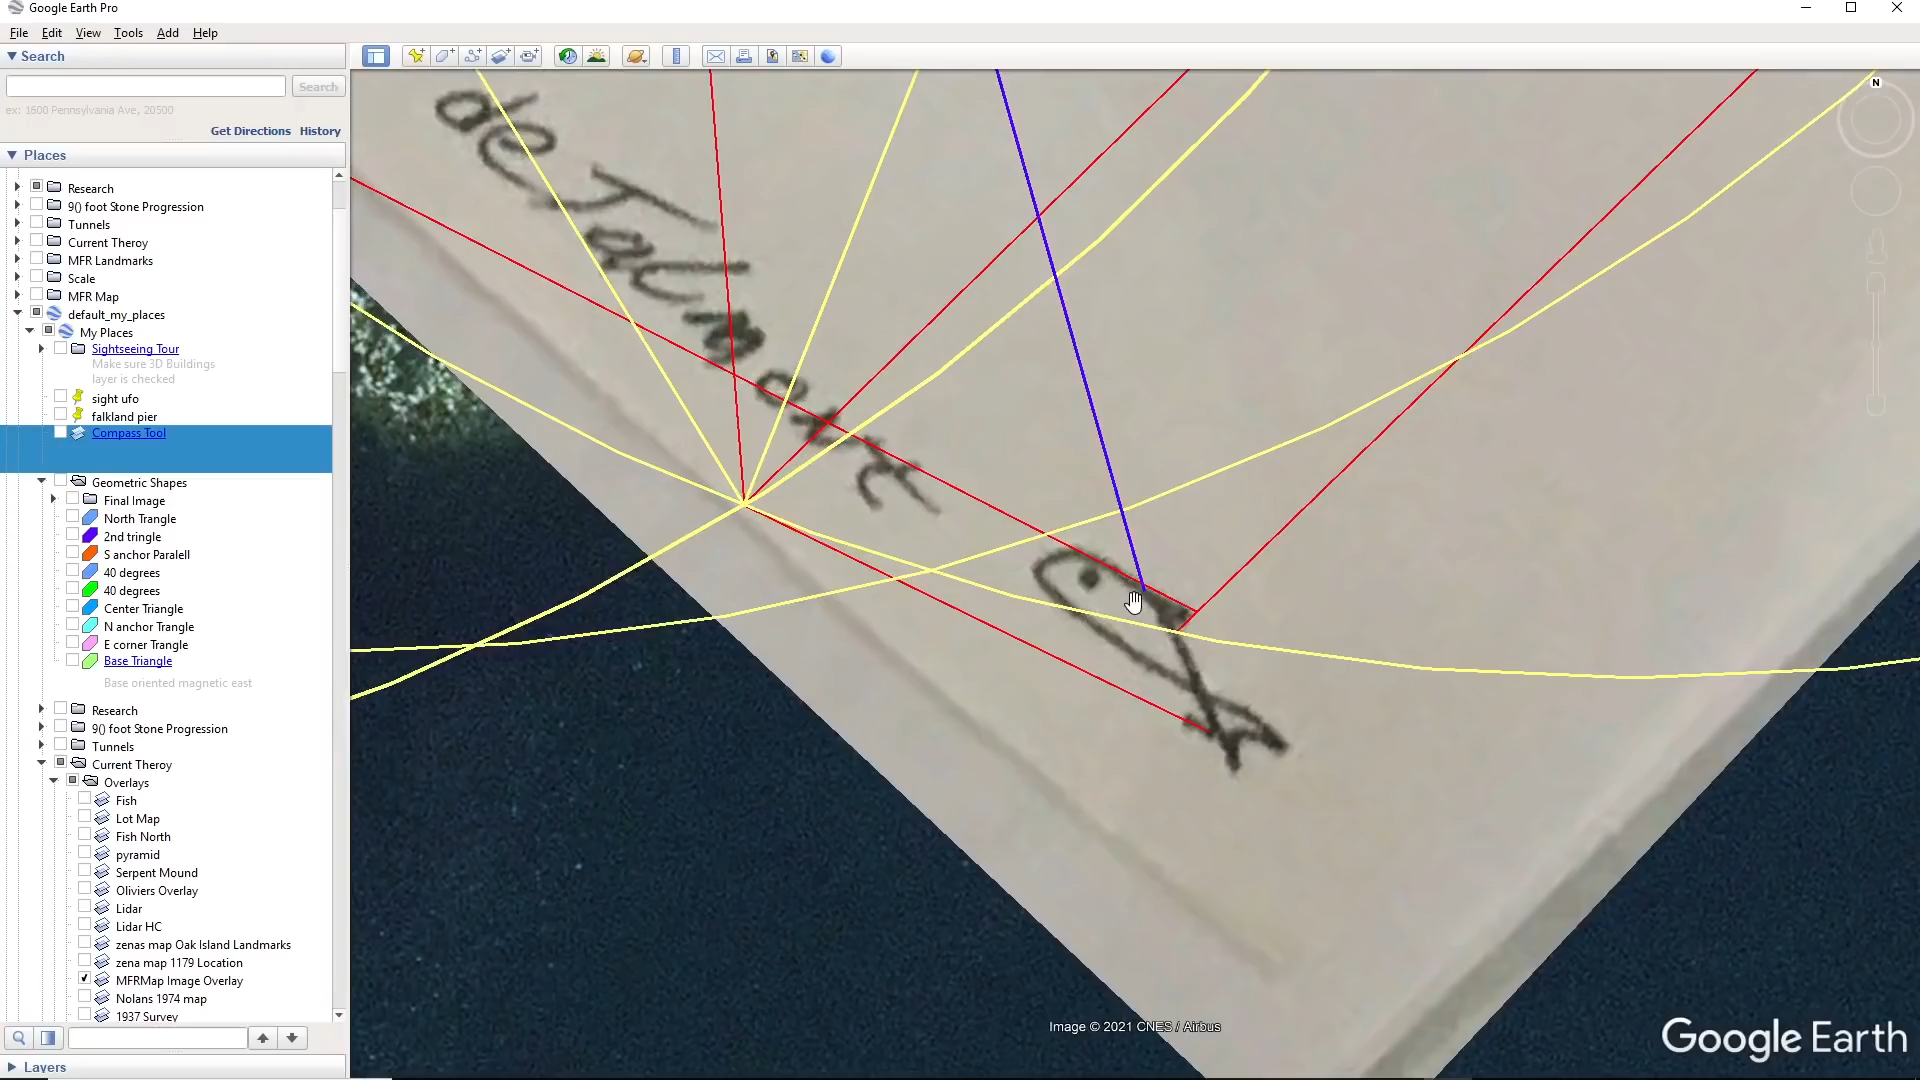 Google Earth Pro
File Edit View Tools Add Help
Search
Search
ex: 1600 Pennsylvania Ave, 20500
Get Directions History
Places
Research
9() foot Stone Progression
Tunnels
Current Theroy
MFR Landmarks
Scale
MFR Map
default_my_places
My Places
Sightseeing Tour
Make sure 3D Buildings
layer is checked
sight ufo
falkland pier
Compass Tool
Geometric Shapes
Final Image
North Trangle
2nd tringle
S anchor Paralell
40 degrees
40 degrees
Center Triangle
N anchor Triangle
E corner Triangle
Base Triangle
Base oriented magnetic east
Research
9() foot Stone Progression
Tunnels
Current Theroy
Overlays
Fish
Lot Map
Fish North
pyramid
Serpent Mound
Oliviers Overlay
Lidar
Lidar HC
zenas map Oak Island Landmarks
zena map 1179 Location
MFRMap Image Overlay
Nolans 1974 map
1937 Survey
Layers
N
de
Image © 2021 CNES / Airbus
Google Earth